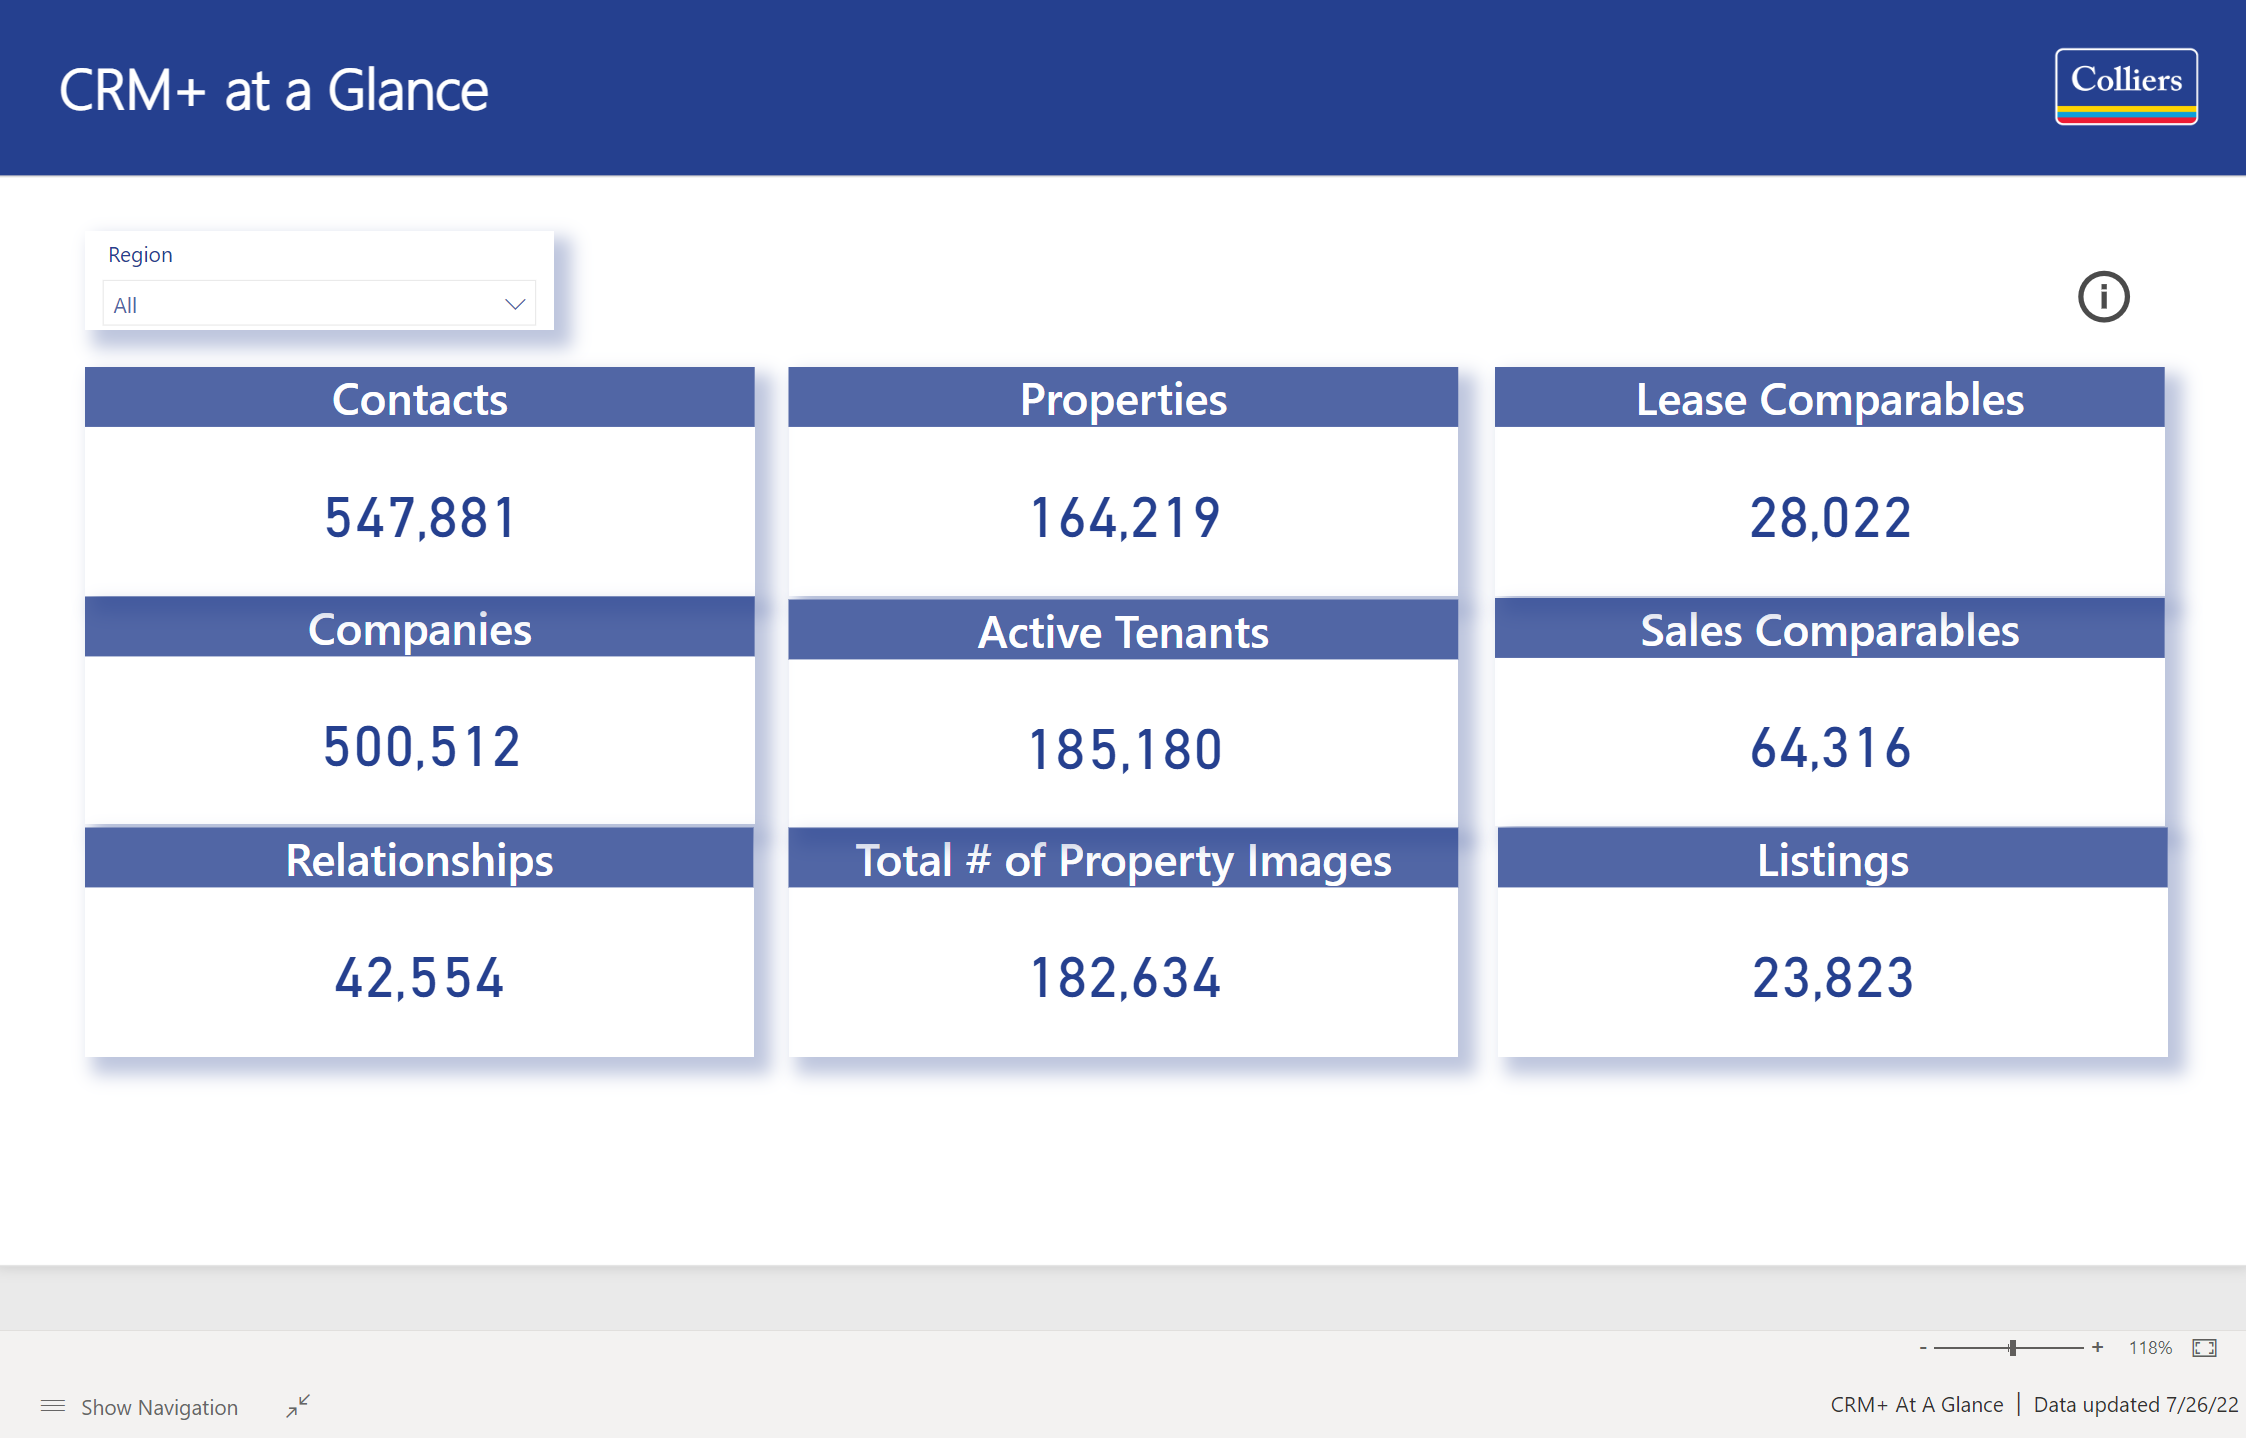 CRM+ at a Glance
Colliers
Region
All
Contacts
Properties
Lease Comparables
547,881
164,219
28,022
Companies
Active Tenants
Sales Comparables
500,512
185,180
64,316
Relationships
Total # of Property Images
Listings
42,554
182,634
23,823
- + 118%
Show Navigation
CRM+ At A Glance | Data updated 7/26/22